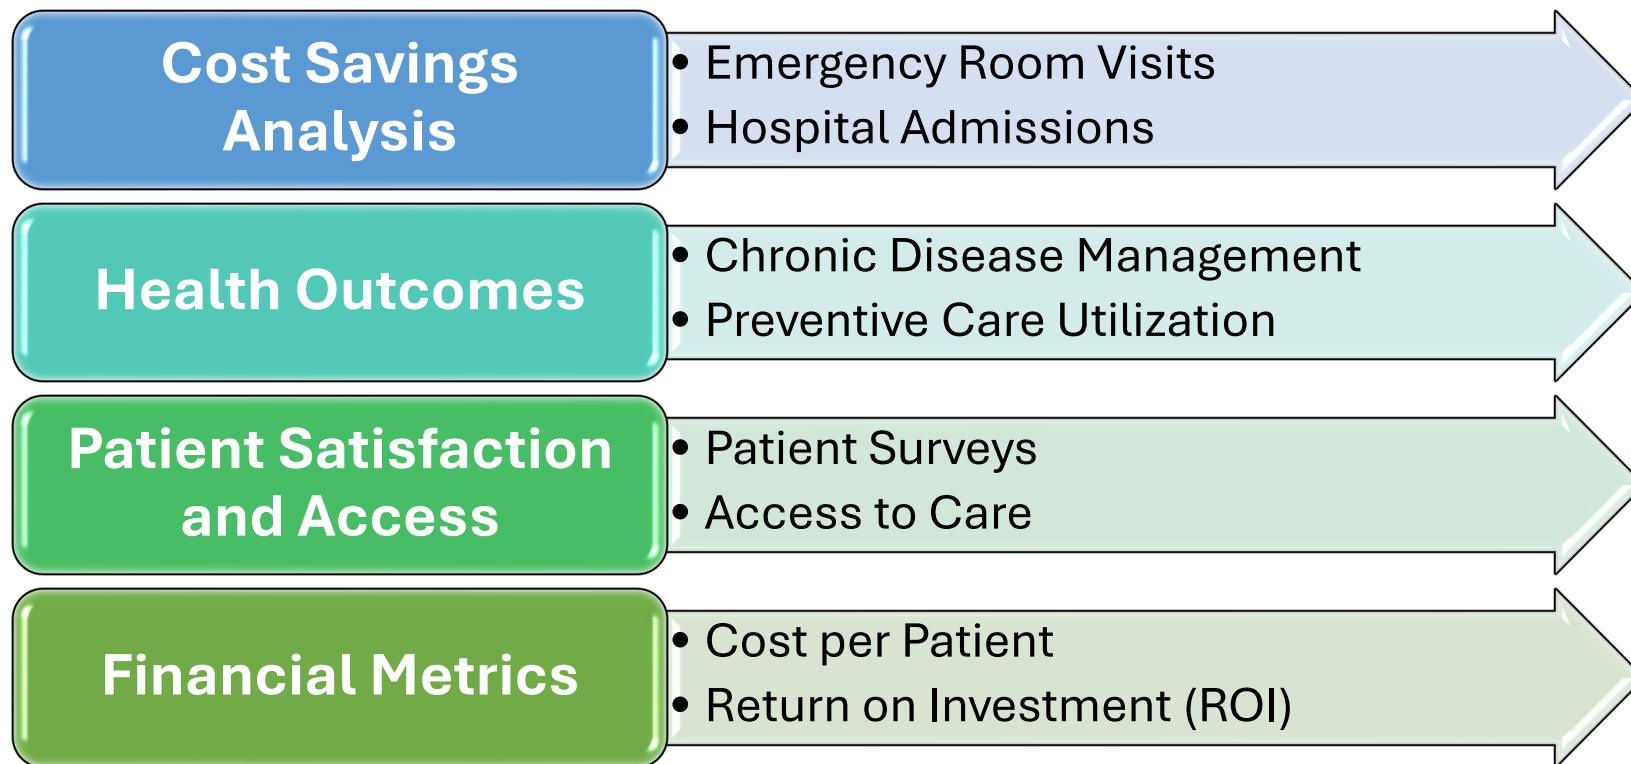 Cost Savings
Analysis
• Emergency Room Visits
• Hospital Admissions
Health Outcomes
• Chronic Disease Management
• Preventive Care Utilization
Patient Satisfaction
and Access
• Patient Surveys
• Access to Care
Financial Metrics
• Cost per Patient
• Return on Investment (ROI)